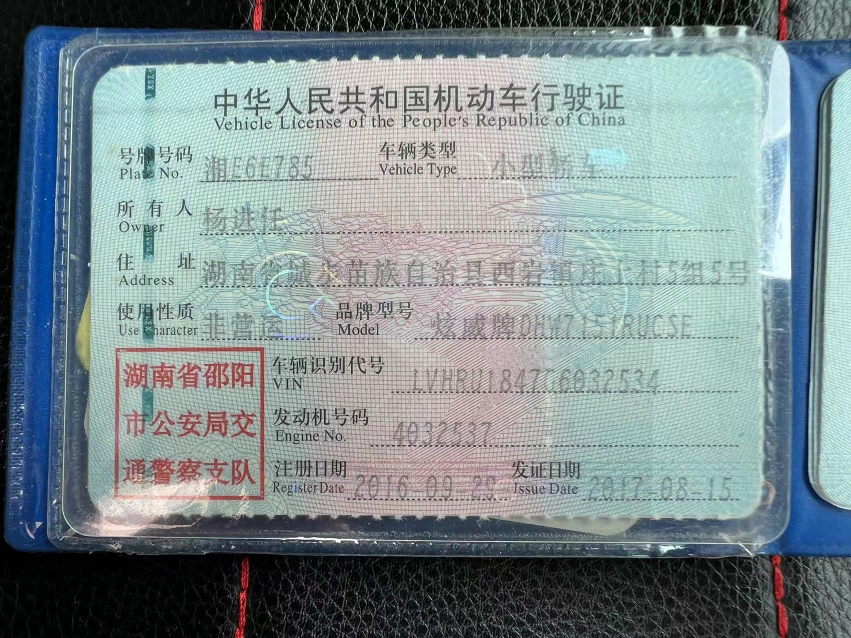 中华人民共和国机动车行驶证
Vehicle License of the People's Republic of China
号牌号码 湘E6E785 车辆类型 小型轿车
Plate No. Vehicle Type
所有人 杨进任
Owner
住址 湖南省城步苗族自治县西岩镇庄上村5组5号
Address
使用性质 非营运 品牌型号 炫威牌DHW7151RUCSE
Use Character Model
湖南省邵阳
市公安局交
通警察支队
车辆识别代号 LVHRU1847G6032534
VIN
发动机号码 4032537
Engine No.
注册日期 2016-09-29 发证日期 2017-08-15
Register Date Issue Date